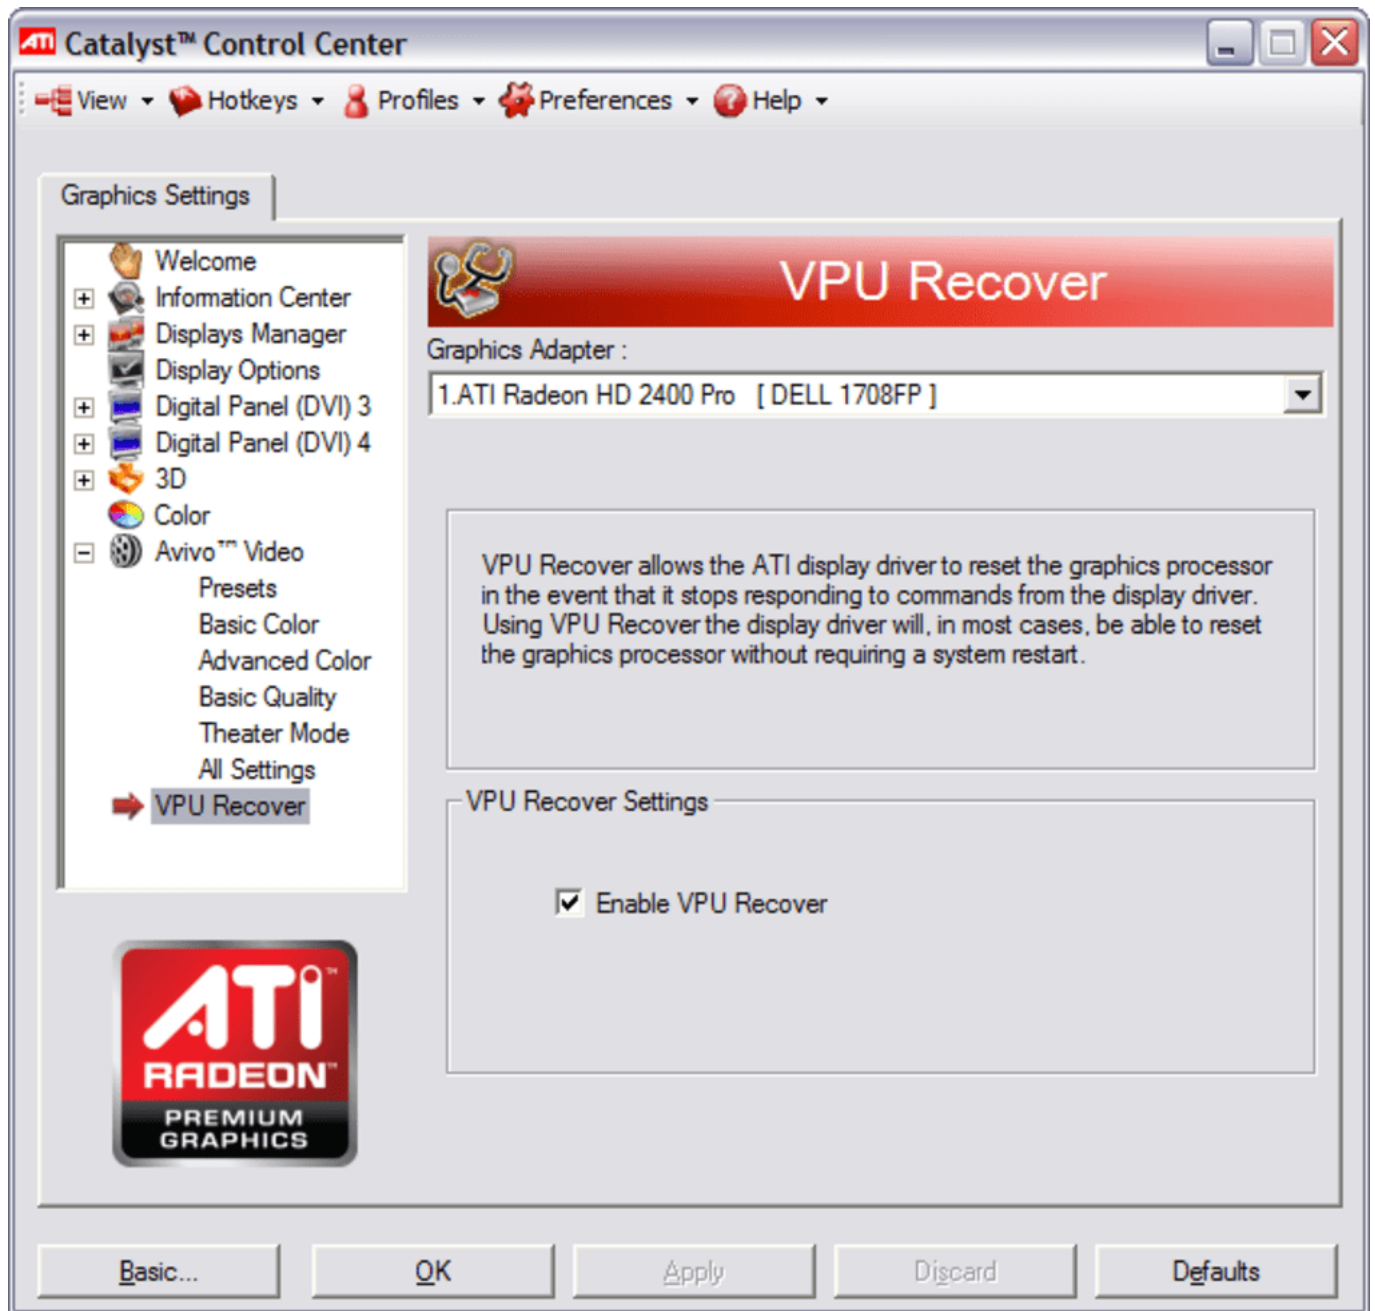 ATI Catalyst™ Control Center
View Hotkeys Profiles Preferences Help
Graphics Settings
Welcome
Information Center
Displays Manager
Display Options
Digital Panel (DVI) 3
Digital Panel (DVI) 4
3D
Color
Avivo™ Video
Presets
Basic Color
Advanced Color
Basic Quality
Theater Mode
All Settings
VPU Recover
VPU Recover
Graphics Adapter :
1.ATI Radeon HD 2400 Pro [ DELL 1708FP ]
VPU Recover allows the ATI display driver to reset the graphics processor
in the event that it stops responding to commands from the display driver.
Using VPU Recover the display driver will, in most cases, be able to reset
the graphics processor without requiring a system restart.
VPU Recover Settings
Enable VPU Recover
ATI™
RADEON™
PREMIUM
GRAPHICS
Basic... OK Apply Discard Defaults